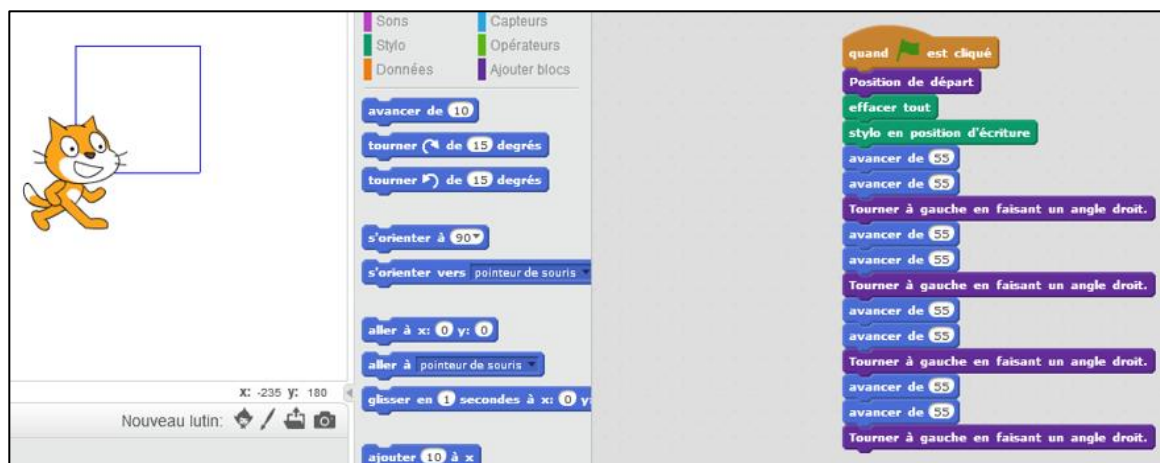 Sons Capteurs
Stylo Opérateurs
Données Ajouter blocs
avancer de 10
tourner de 15 degrés
tourner de 15 degrés
s'orienter à 90
s'orienter vers pointeur de souris
aller à x: 0 y: 0
aller à pointeur de souris
glisser en 1 secondes à x: 0 y:
ajouter 10 à x
x: -235 y: 180
Nouveau lutin:
quand est cliqué
Position de départ
effacer tout
stylo en position d'écriture
avancer de 55
avancer de 55
Tourner à gauche en faisant un angle droit.
avancer de 55
avancer de 55
Tourner à gauche en faisant un angle droit.
avancer de 55
avancer de 55
Tourner à gauche en faisant un angle droit.
avancer de 55
avancer de 55
Tourner à gauche en faisant un angle droit.